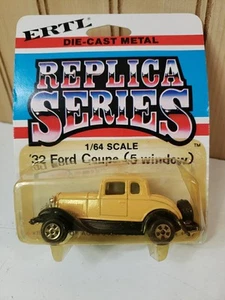 ERTL
DIE-CAST METAL
REPLICA
SERIES
TM
1/64 SCALE
'32 Ford Coupe (5 window)